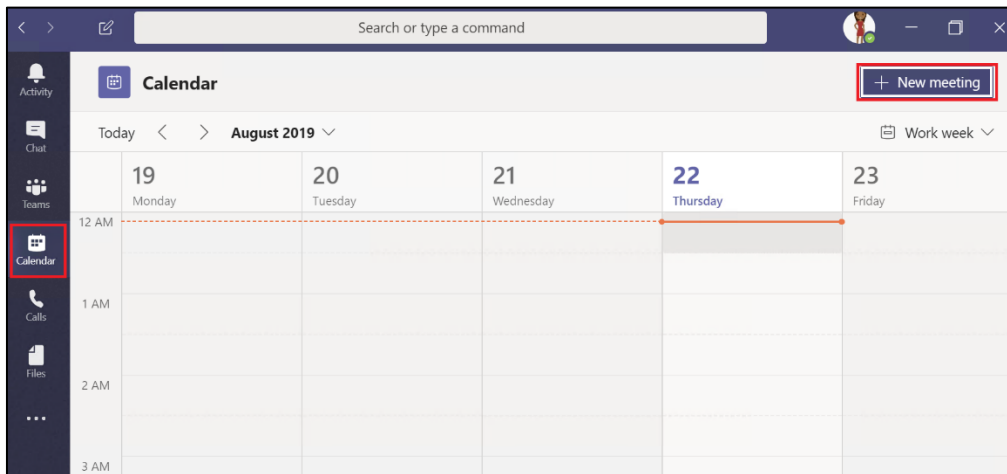 Search or type a command
Activity
Chat
Teams
Calendar
Calls
Files
Calendar
+ New meeting
Today
August 2019
Work week
19
Monday
20
Tuesday
21
Wednesday
22
Thursday
23
Friday
12 AM
1 AM
2 AM
3 AM